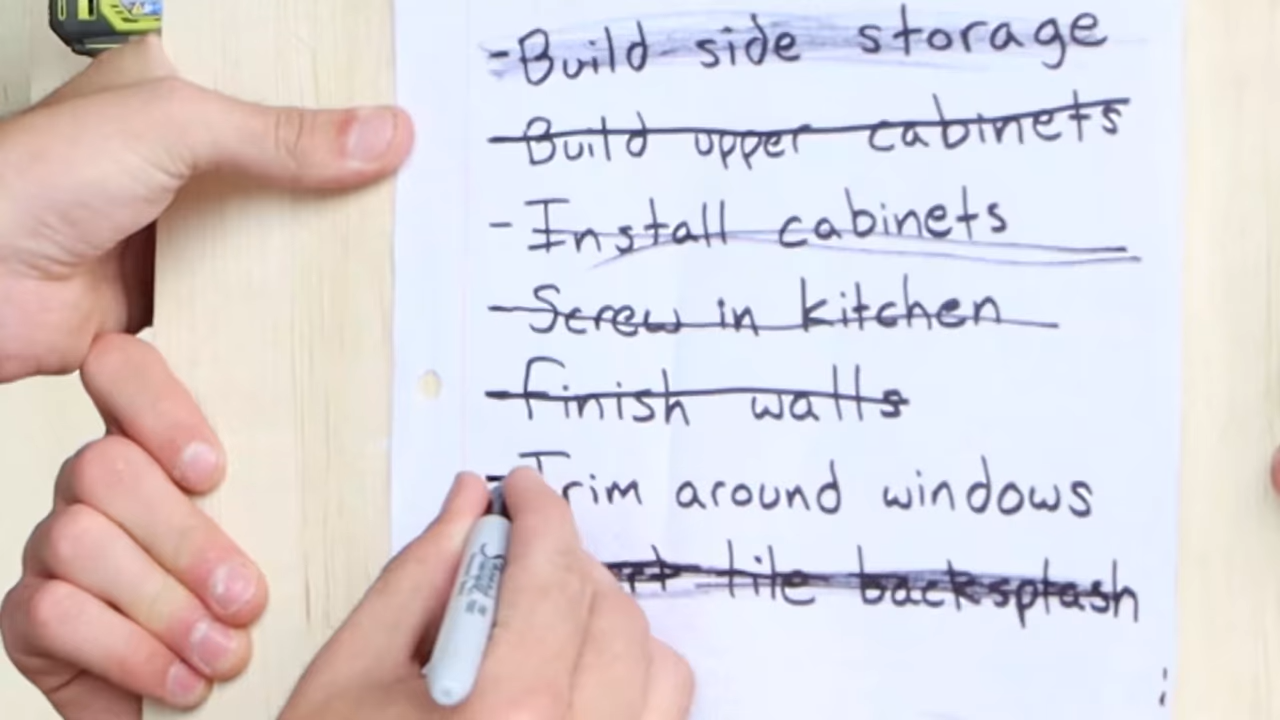 -Build side storage
-Build upper cabinets
-Install cabinets
-Screw in kitchen
-finish walls
-Trim around windows
tile backsplash